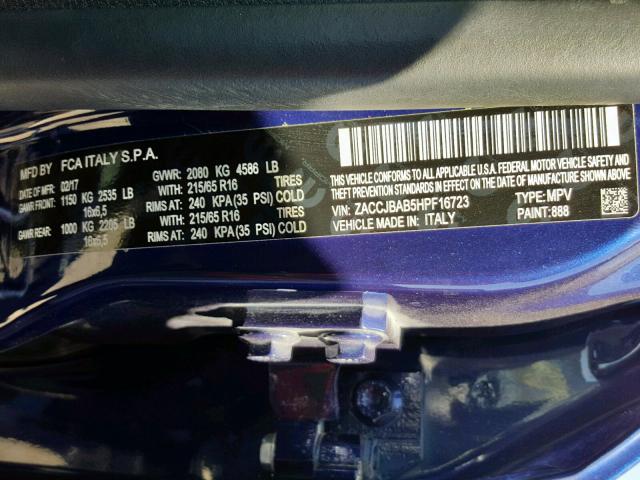 MFD BY FCA ITALY S.P.A.
DATE OF MFR: 02/17 GVWR: 2080 KG 4586 LB
GAWR FRONT: 1150 KG 2535 LB WITH 215/65 R16 TIRES
16x6,5 RIMS AT: 240 KPA(35 PSI) COLD
GAWR REAR: 1000 KG 2205 LB WITH 215/65 R16 TIRES
16x6,5 RIMS AT: 240 KPA(35 PSI) COLD
THIS VEHICLE CONFORMS TO ALL APPLICABLE U.S. FEDERAL MOTOR VEHICLE SAFETY AND
THEFT PREVENTION STANDARDS IN EFFECT ON THE DATE OF MANUFACTURE SHOWN ABOVE.
VIN: ZACCJBAB5HPF16723 TYPE: MPV
VEHICLE MADE IN: ITALY PAINT: 888